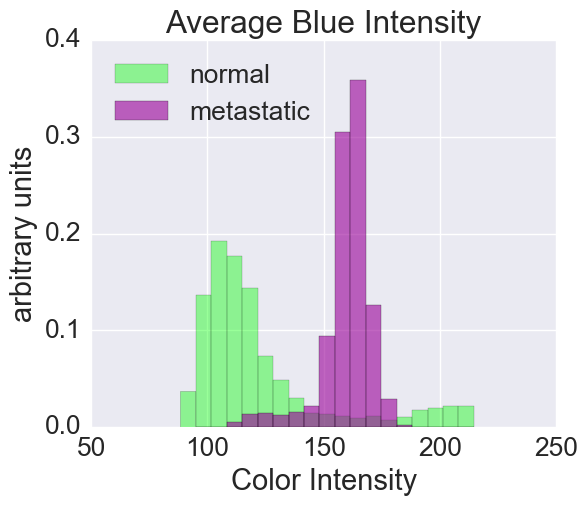 Average Blue Intensity
0.4
normal
metastatic
0.3
0.2
0.1
0.0
arbitrary units
50 100 150 200 250
Color Intensity